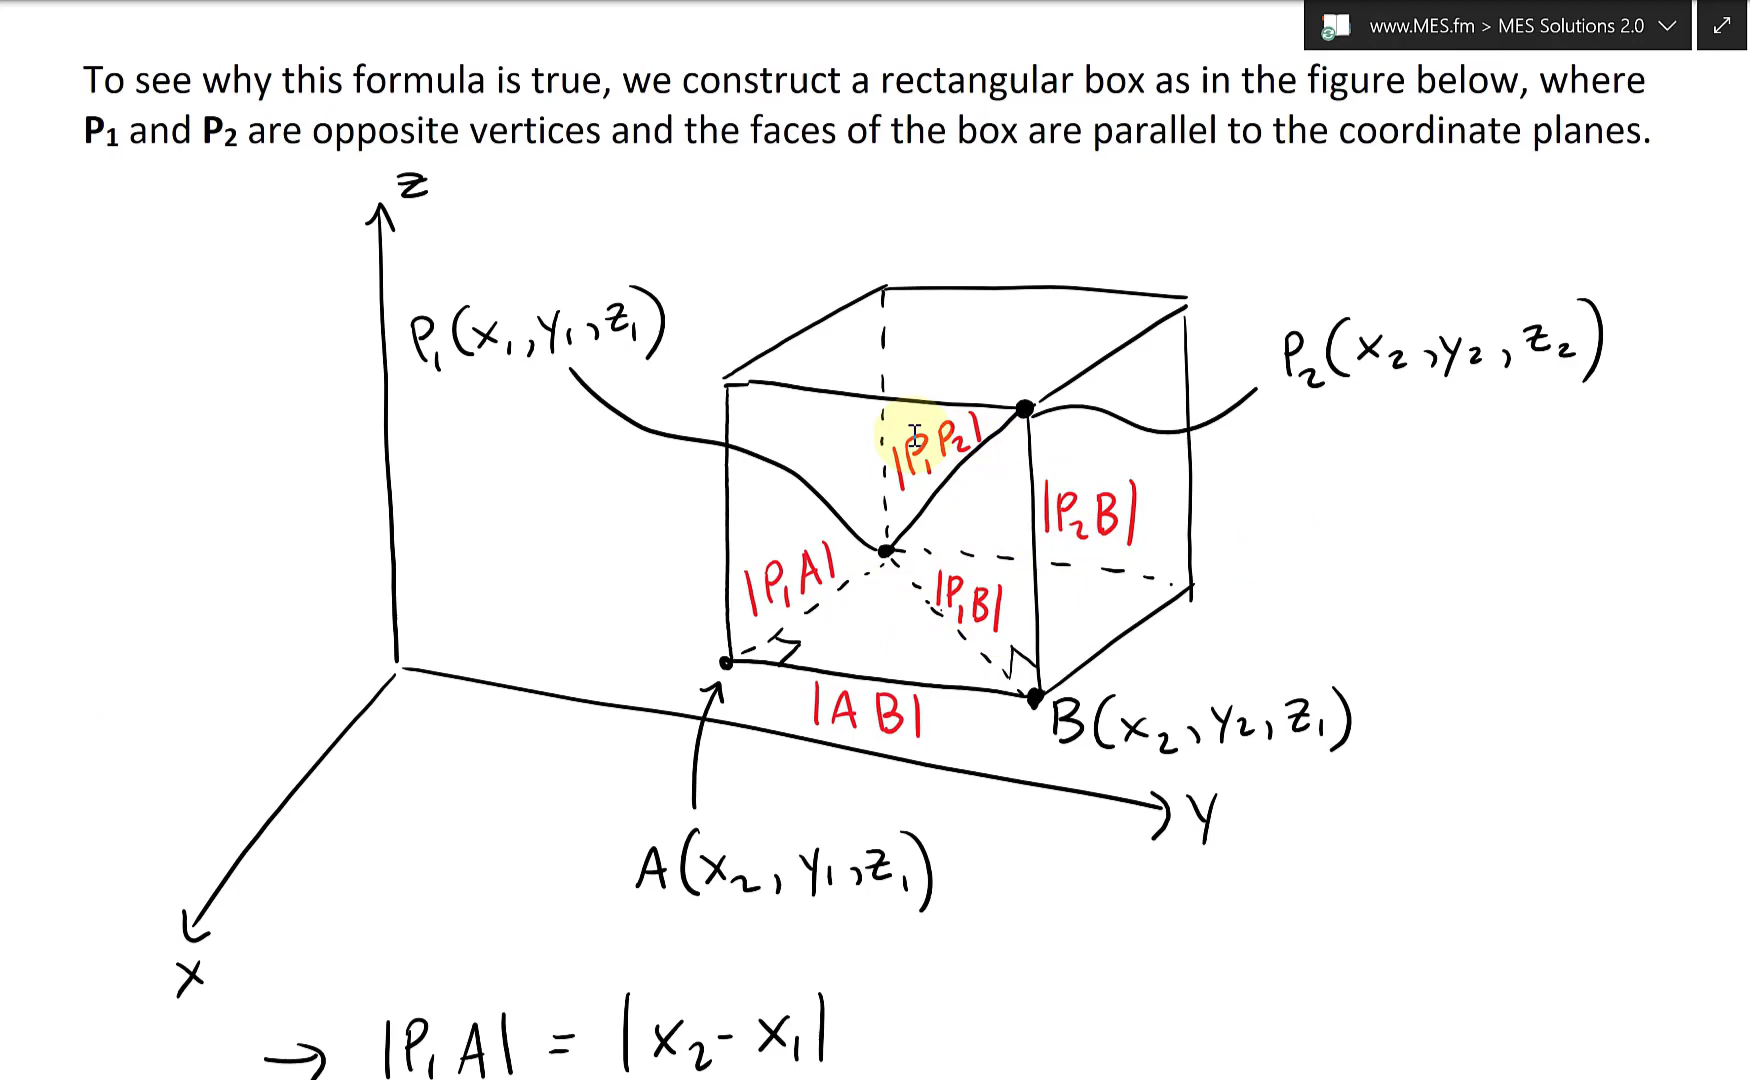 www.MES.fm > MES Solutions 2.0
To see why this formula is true, we construct a rectangular box as in the figure below, where
P₁ and P₂ are opposite vertices and the faces of the box are parallel to the coordinate planes.
Z
P₁(x₁, y₁, z₁)
P₂(x₂, y₂, z₂)
|P₁P₂|
|P₂B|
|P₁A|
|P₁B|
|AB|
B(x₂, y₂, z₁)
Y
A(x₂, y₁, z₁)
X
→ |P₁A| = |x₂ - x₁|